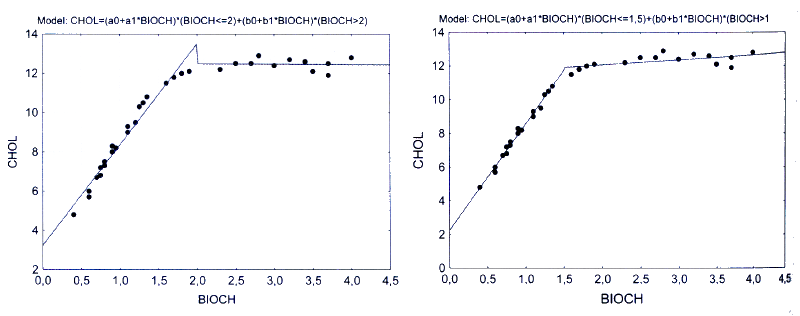 Model: CHOL=(a0+a1*BIOCH)*(BIOCH<=2)+(b0+b1*BIOCH)*(BIOCH>2)
14
12
10
8
6
4
2
CHOL
0,0 0,5 1,0 1,5 2,0 2,5 3,0 3,5 4,0 4,5
BIOCH
Model: CHOL=(a0+a1*BIOCH)*(BIOCH<=1,5)+(b0+b1*BIOCH)*(BIOCH>1
14
12
10
8
6
4
2
0
CHOL
0,0 0,5 1,0 1,5 2,0 2,5 3,0 3,5 4,0 4,5
BIOCH